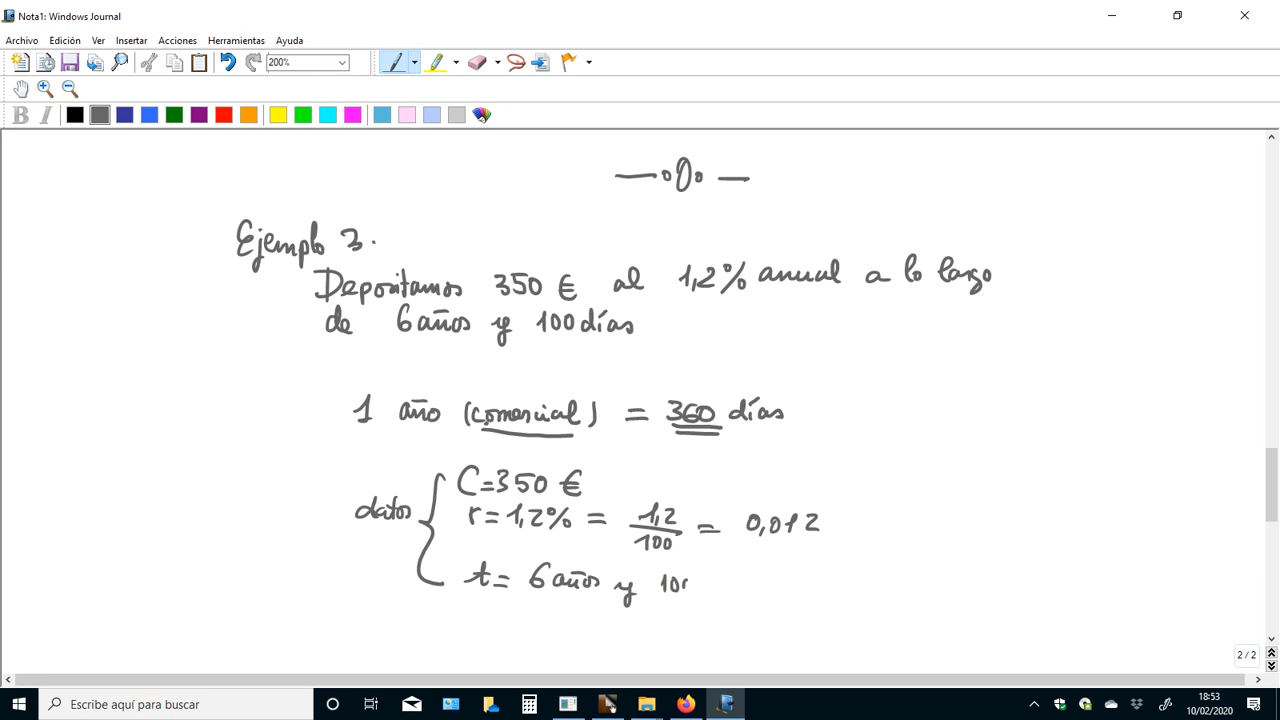 Nota1: Windows Journal
Archivo Edición Ver Insertar Acciones Herramientas Ayuda
200%
B I
Ejemplo 3.
Depositamos 350 € al 1,2% anual a lo largo
de 6 años y 100 días
1 año (comercial) = 360 días
datos
C=350 €
r=1,2% = 1,2/100 = 0,012
t= 6 años y 10
2 / 2
Escribe aquí para buscar
18:53
10/02/2020